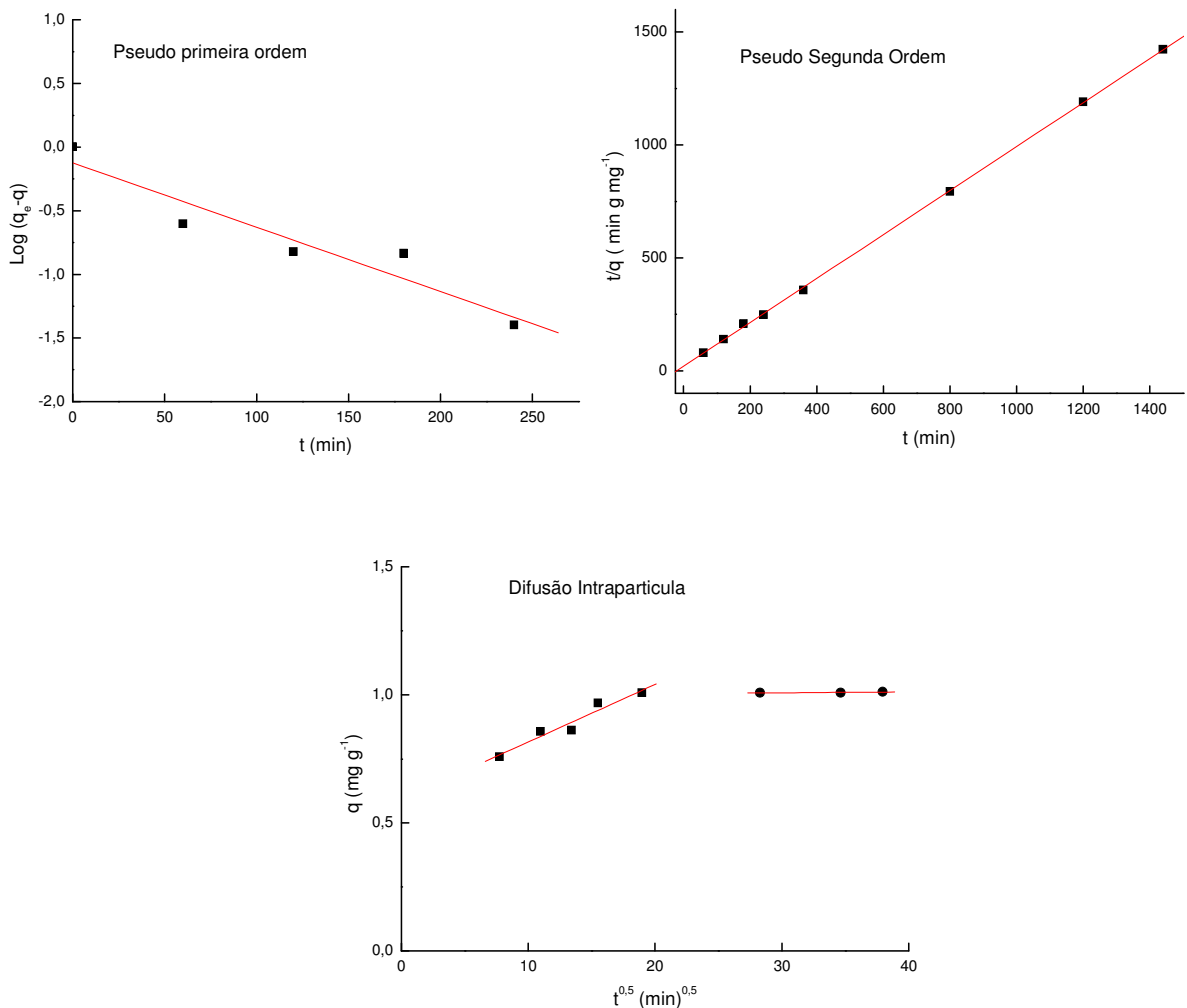 Pseudo primeira ordem
1,0
0,5
0,0
-0,5
-1,0
-1,5
-2,0
Log (qe-q)
0 50 100 150 200 250
t (min)
Pseudo Segunda Ordem
1500
1000
500
0
t/q ( min g mg-1)
0 200 400 600 800 1000 1200 1400
t (min)
Difusão Intraparticula
1,5
1,0
0,5
0,0
q (mg g-1)
0 10 20 30 40
t0,5 (min)0,5